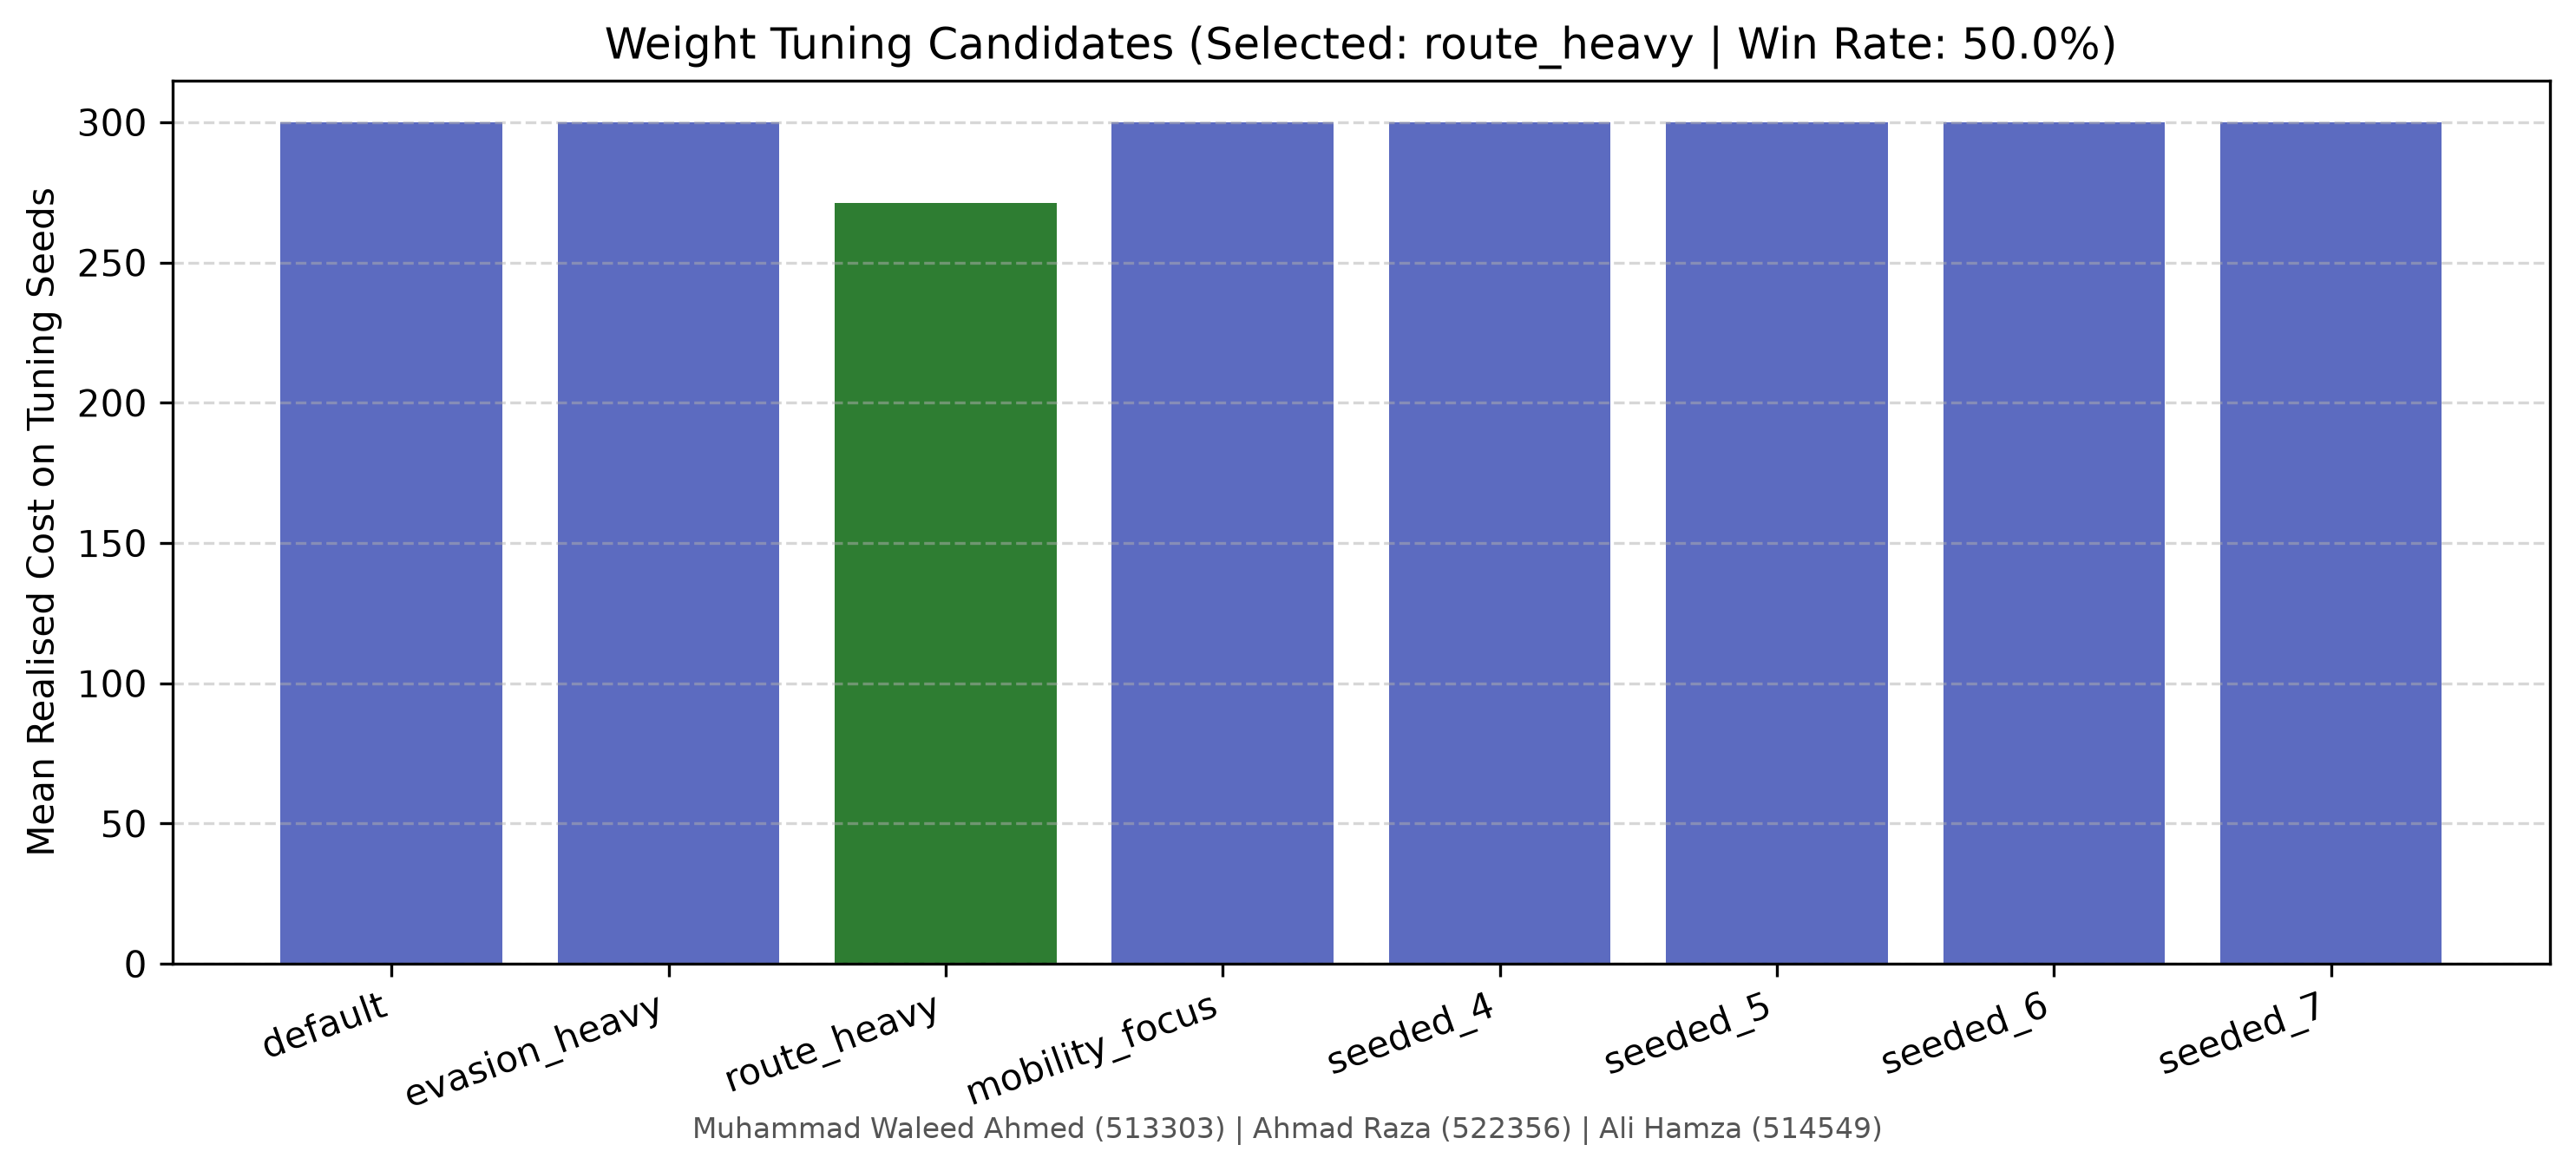 Weight Tuning Candidates (Selected: route_heavy | Win Rate: 50.0%)
Mean Realised Cost on Tuning Seeds
300
250
200
150
100
50
0
default
evasion_heavy
route_heavy
mobility_focus
seeded_4
seeded_5
seeded_6
seeded_7
Muhammad Waleed Ahmed (513303) | Ahmad Raza (522356) | Ali Hamza (514549)